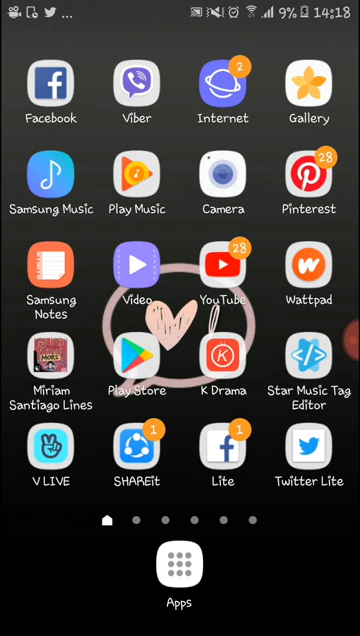 ... 9% 14:18
2
Facebook Viber Internet Gallery
28
Samsung Music Play Music Camera Pinterest
28
Samsung Notes Video YouTube Wattpad
MORE
Miriam Santiago Lines Play Store K Drama Star Music Tag Editor
1 1
V LIVE SHAREit Lite Twitter Lite
Apps